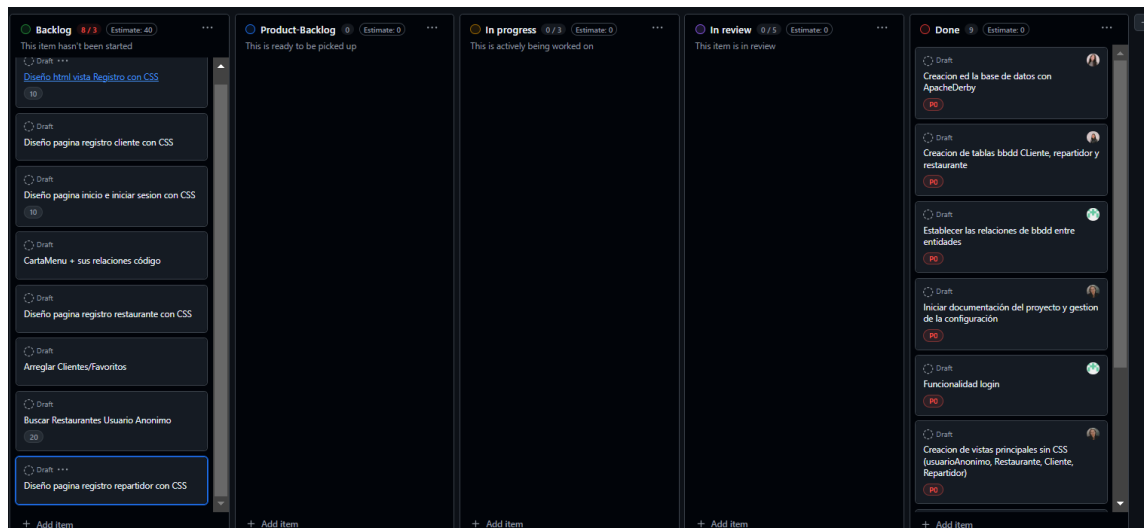 Backlog 8 / 3 Estimate: 40 ...
This item hasn't been started
Draft ...
Diseño html vista Registro con CSS
10
Draft
Diseño pagina registro cliente con CSS
Draft
Diseño pagina inicio e iniciar sesion con CSS
10
Draft
CartaMenu + sus relaciones código
Draft
Diseño pagina registro restaurante con CSS
Draft
Arreglar Clientes/Favoritos
Draft
Buscar Restaurantes Usuario Anonimo
20
Draft ...
Diseño pagina registro repartidor con CSS
+ Add item
Product-Backlog 0 Estimate: 0 ...
This is ready to be picked up
+ Add item
In progress 0 / 3 Estimate: 0 ...
This is actively being worked on
+ Add item
In review 0 / 5 Estimate: 0 ...
This item is in review
+ Add item
Done 9 Estimate: 0 ...
Draft
Creacion ed la base de datos con
ApacheDerby
P0
Draft
Creacion de tablas bbdd CLiente, repartidor y
restaurante
P0
Draft
Establecer las relaciones de bbdd entre
entidades
P0
Draft
Iniciar documentación del proyecto y gestion
de la configuración
P0
Draft
Funcionalidad login
P0
Draft
Creacion de vistas principales sin CSS
(usuarioAnonimo, Restaurante, Cliente,
Repartidor)
P0
+ Add item